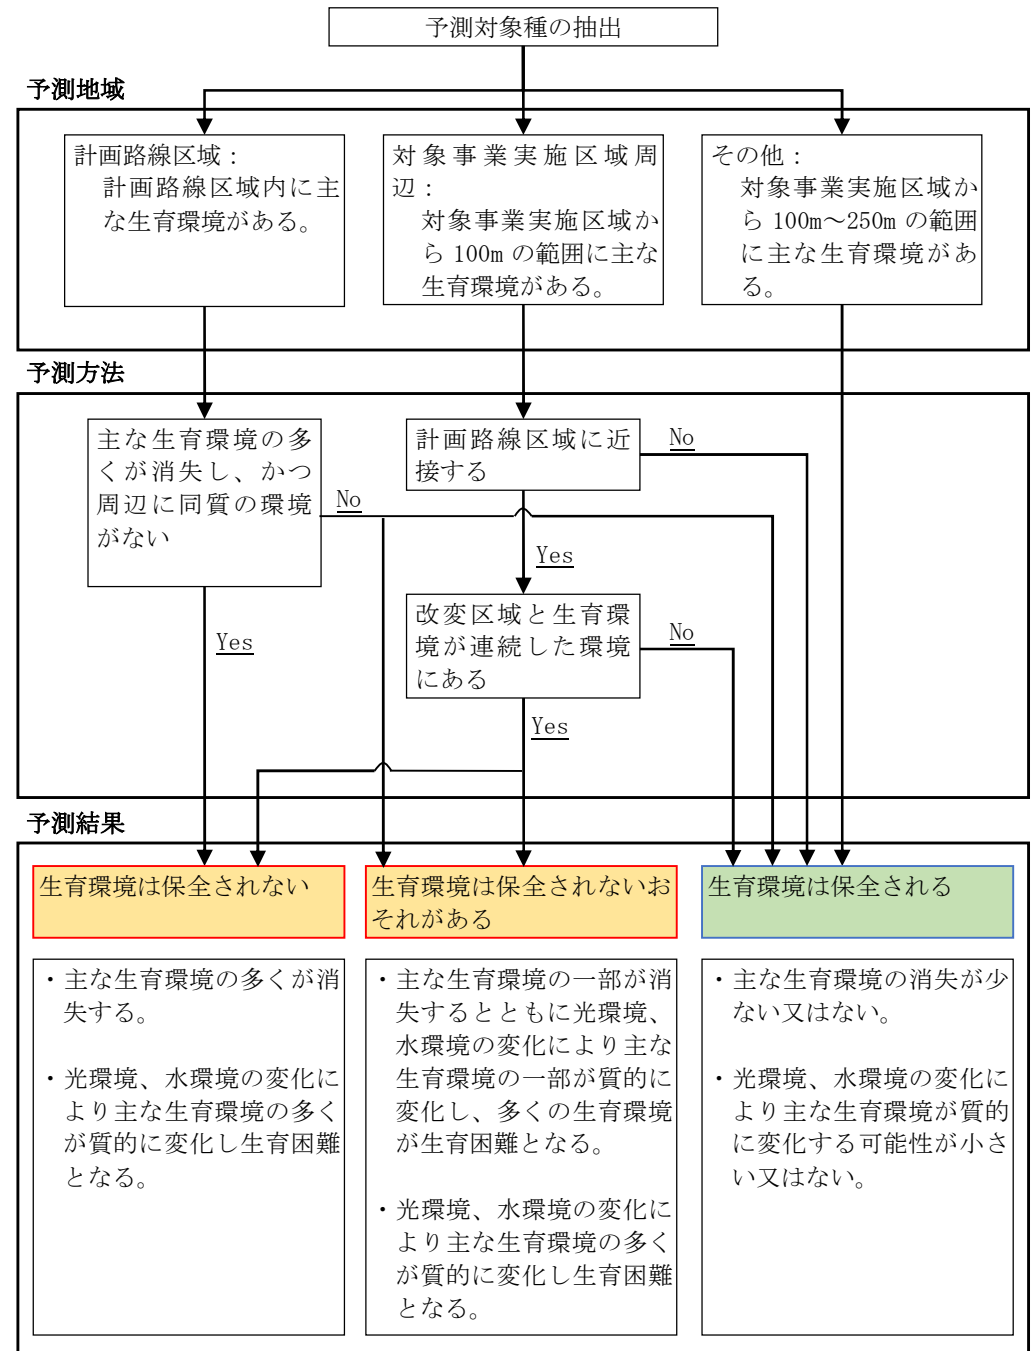 予測対象種の抽出
予測地域
計画路線区域：
計画路線区域内に主
な生育環境がある。
対象事業実施区域周
辺：
対象事業実施区域か
ら 100m の範囲に主な
生育環境がある。
その他：
対象事業実施区域か
ら 100m～250m の範囲
に主な生育環境があ
る。
予測方法
主な生育環境の多
くが消失し、かつ
周辺に同質の環境
がない
No
Yes
計画路線区域に近
接する
No
Yes
改変区域と生育環
境が連続した環境
にある
No
Yes
予測結果
生育環境は保全されない
生育環境は保全されないお
それがある
生育環境は保全される
・主な生育環境の多くが消
失する。
・光環境、水環境の変化に
より主な生育環境の多く
が質的に変化し生育困難
となる。
・主な生育環境の一部が消
失するとともに光環境、
水環境の変化により主な
生育環境の一部が質的に
変化し、多くの生育環境
が生育困難となる。
・光環境、水環境の変化に
より主な生育環境の多く
が質的に変化し生育困難
となる。
・主な生育環境の消失が少
ない又はない。
・光環境、水環境の変化に
より主な生育環境が質的
に変化する可能性が小さ
い又はない。